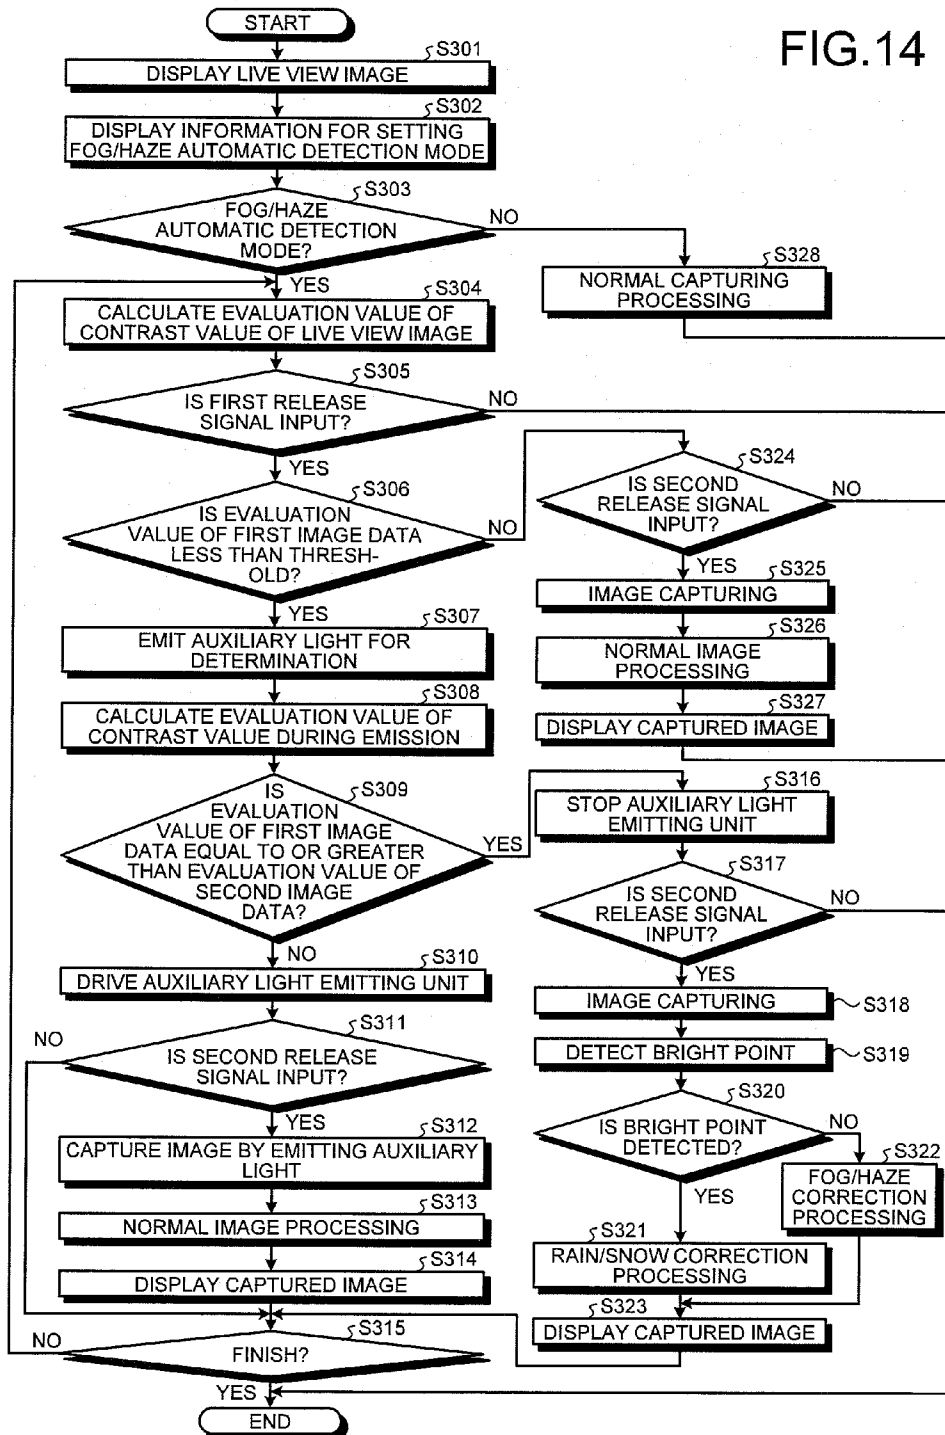 FIG.14
START
S301
DISPLAY LIVE VIEW IMAGE
S302
DISPLAY INFORMATION FOR SETTING
FOG/HAZE AUTOMATIC DETECTION MODE
S303
FOG/HAZE
AUTOMATIC DETECTION
MODE?
NO
YES
S328
NORMAL CAPTURING
PROCESSING
S304
CALCULATE EVALUATION VALUE OF
CONTRAST VALUE OF LIVE VIEW IMAGE
S305
IS FIRST RELEASE
SIGNAL INPUT?
NO
YES
S306
IS EVALUATION
VALUE OF FIRST IMAGE DATA
LESS THAN THRESH-
OLD?
NO
YES
S324
IS SECOND
RELEASE SIGNAL
INPUT?
NO
YES
S325
IMAGE CAPTURING
S326
NORMAL IMAGE
PROCESSING
S327
DISPLAY CAPTURED IMAGE
S307
EMIT AUXILIARY LIGHT FOR
DETERMINATION
S308
CALCULATE EVALUATION VALUE OF
CONTRAST VALUE DURING EMISSION
S309
IS
EVALUATION
VALUE OF FIRST IMAGE
DATA EQUAL TO OR GREATER
THAN EVALUATION VALUE OF
SECOND IMAGE
DATA?
YES
NO
S316
STOP AUXILIARY LIGHT
EMITTING UNIT
S317
IS SECOND
RELEASE SIGNAL
INPUT?
NO
YES
IMAGE CAPTURING
S318
DETECT BRIGHT POINT
S319
S320
IS BRIGHT POINT
DETECTED?
NO
YES
S322
FOG/HAZE
CORRECTION
PROCESSING
S321
RAIN/SNOW CORRECTION
PROCESSING
S323
DISPLAY CAPTURED IMAGE
S310
DRIVE AUXILIARY LIGHT EMITTING UNIT
S311
NO
IS SECOND RELEASE
SIGNAL INPUT?
YES
S312
CAPTURE IMAGE BY EMITTING AUXILIARY
LIGHT
S313
NORMAL IMAGE PROCESSING
S314
DISPLAY CAPTURED IMAGE
S315
NO
FINISH?
YES
END